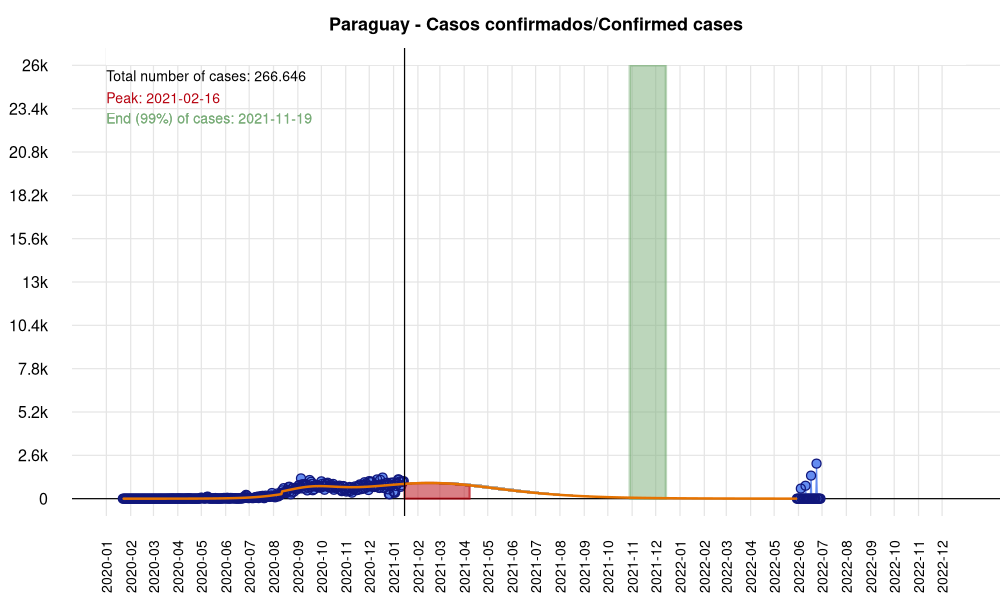 Paraguay - Casos confirmados/Confirmed cases
Total number of cases: 266.646
Peak: 2021-02-16
End (99%) of cases: 2021-11-19
26k
23.4k
20.8k
18.2k
15.6k
13k
10.4k
7.8k
5.2k
2.6k
0
2020-01
2020-02
2020-03
2020-04
2020-05
2020-06
2020-07
2020-08
2020-09
2020-10
2020-11
2020-12
2021-01
2021-02
2021-03
2021-04
2021-05
2021-06
2021-07
2021-08
2021-09
2021-10
2021-11
2021-12
2022-01
2022-02
2022-03
2022-04
2022-05
2022-06
2022-07
2022-08
2022-09
2022-10
2022-11
2022-12